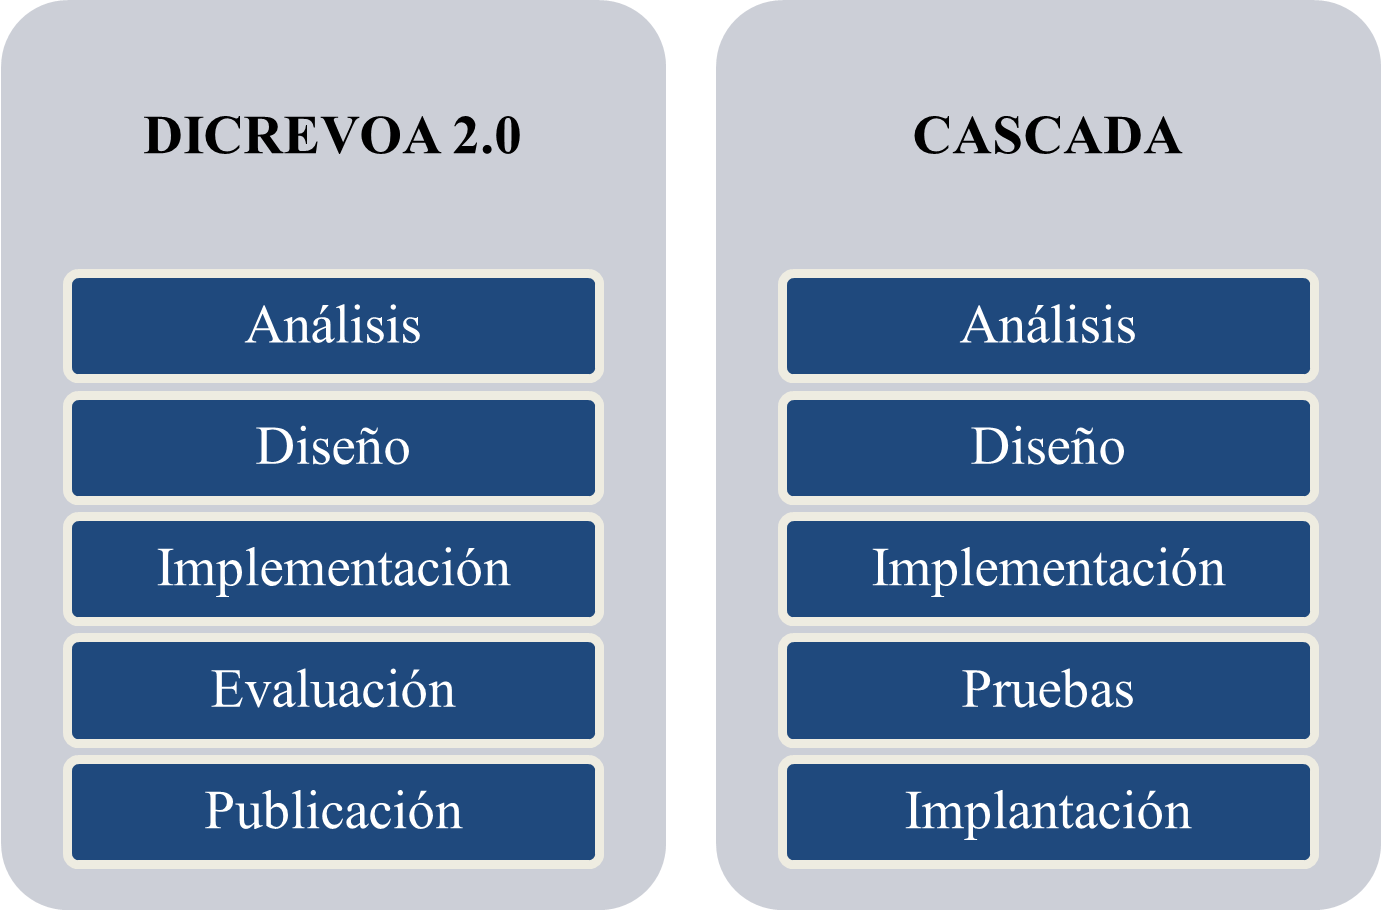 DICREVOA 2.0
Análisis
Diseño
Implementación
Evaluación
Publicación
CASCADA
Análisis
Diseño
Implementación
Pruebas
Implantación